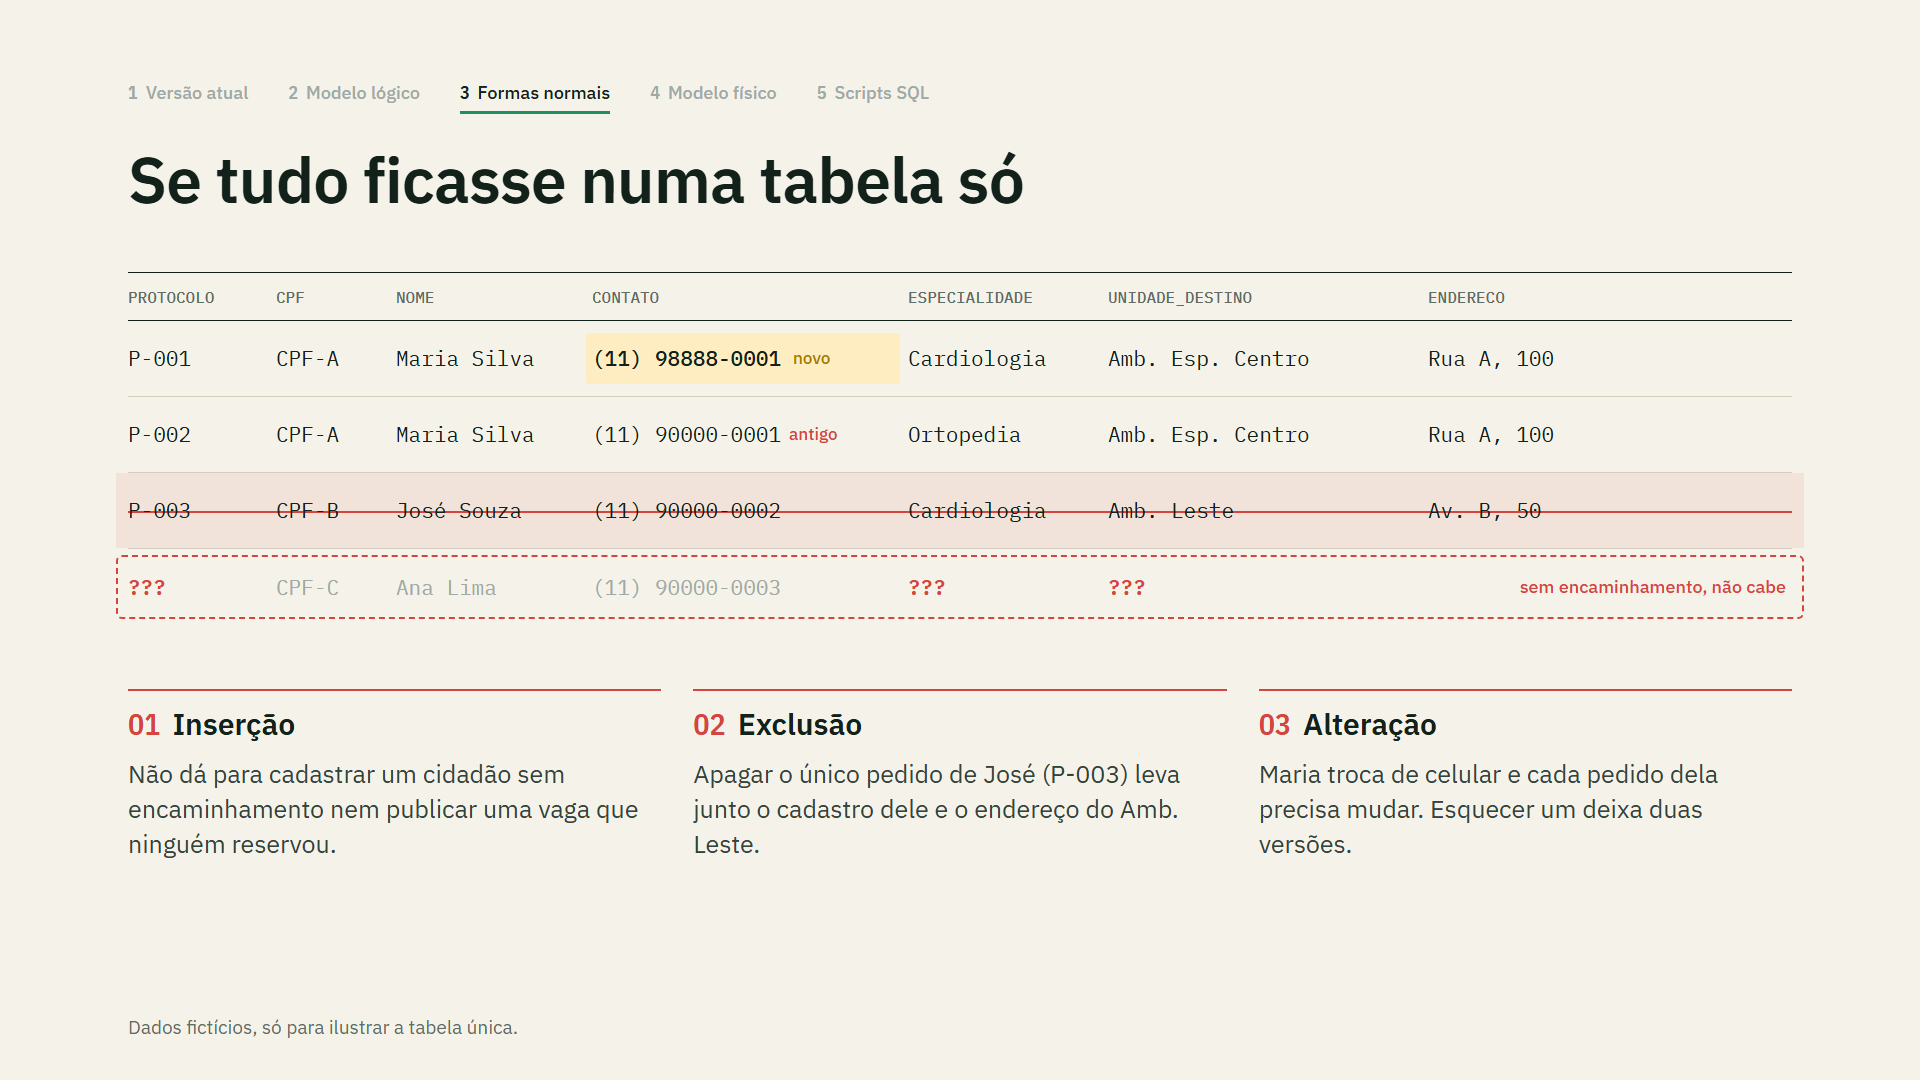 1 Versão atual 2 Modelo lógico 3 Formas normais 4 Modelo físico 5 Scripts SQL
Se tudo ficasse numa tabela só
PROTOCOLO CPF NOME CONTATO ESPECIALIDADE UNIDADE_DESTINO ENDERECO
P-001 CPF-A Maria Silva (11) 98888-0001 novo Cardiologia Amb. Esp. Centro Rua A, 100
P-002 CPF-A Maria Silva (11) 90000-0001 antigo Ortopedia Amb. Esp. Centro Rua A, 100
P-003 CPF-B José Souza (11) 90000-0002 Cardiologia Amb. Leste Av. B, 50
??? CPF-C Ana Lima (11) 90000-0003 ??? ??? sem encaminhamento, não cabe
01 Inserção
Não dá para cadastrar um cidadão sem
encaminhamento nem publicar uma vaga que
ninguém reservou.
02 Exclusão
Apagar o único pedido de José (P-003) leva
junto o cadastro dele e o endereço do Amb.
Leste.
03 Alteração
Maria troca de celular e cada pedido dela
precisa mudar. Esquecer um deixa duas
versões.
Dados fictícios, só para ilustrar a tabela única.